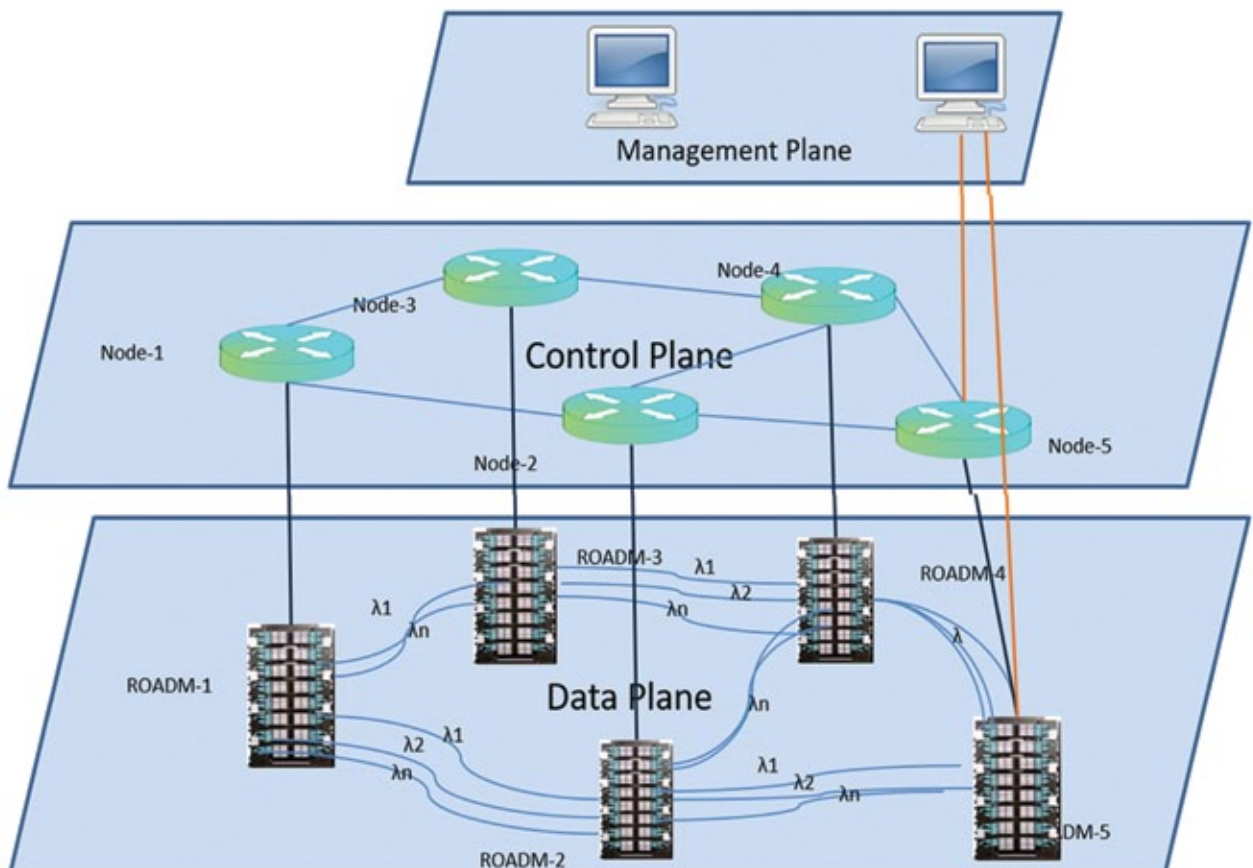 Management Plane
Node-4
Node-3
Node-1
Control Plane
Node-5
Node-2
ROADM-3
λ1
ROADM-4
λ2
λ1
λn
λn
λ
ROADM-1
Data Plane
λn
λ1
λ2
λ1
λn
λ2
λn
DM-5
ROADM-2